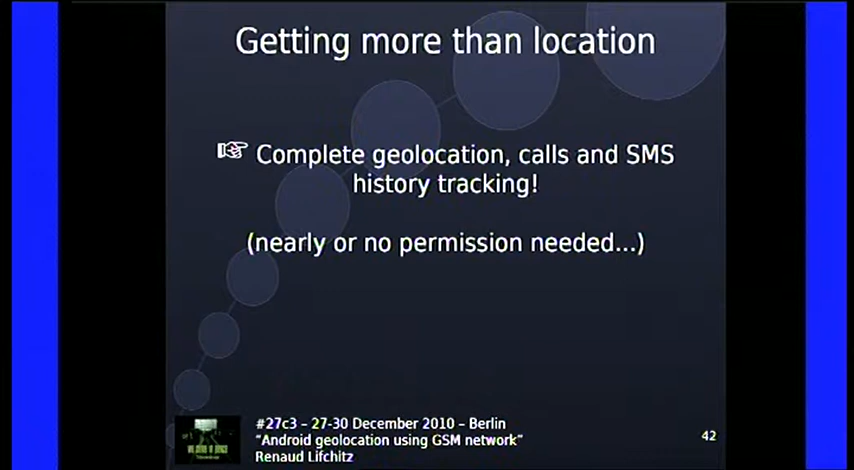 Getting more than location
Complete geolocation, calls and SMS
history tracking!
(nearly or no permission needed...)
#27c3 – 27-30 December 2010 – Berlin
"Android geolocation using GSM network"
Renaud Lifchitz
42